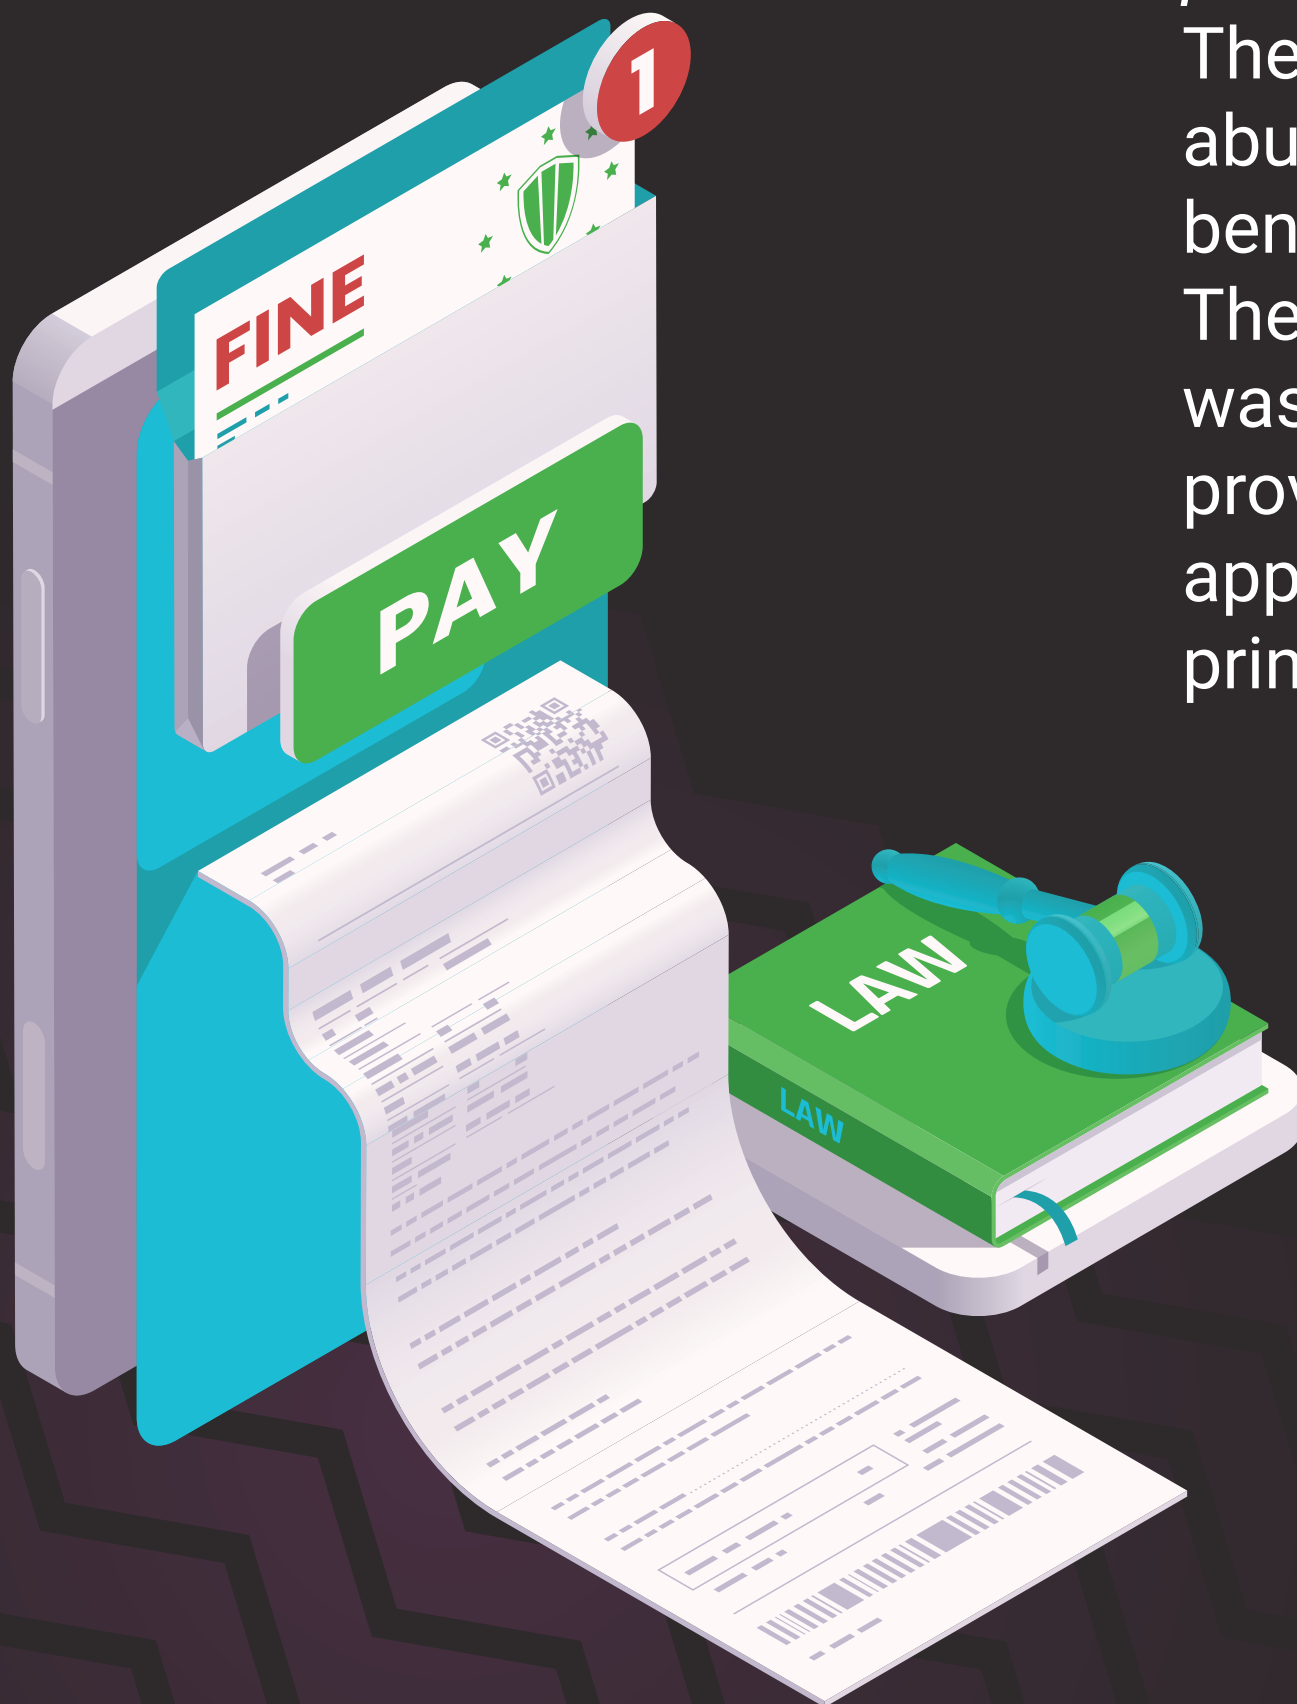 1
FINE
PAY
LAW
LAW
The
abu
ben
The
was
prov
app
prin